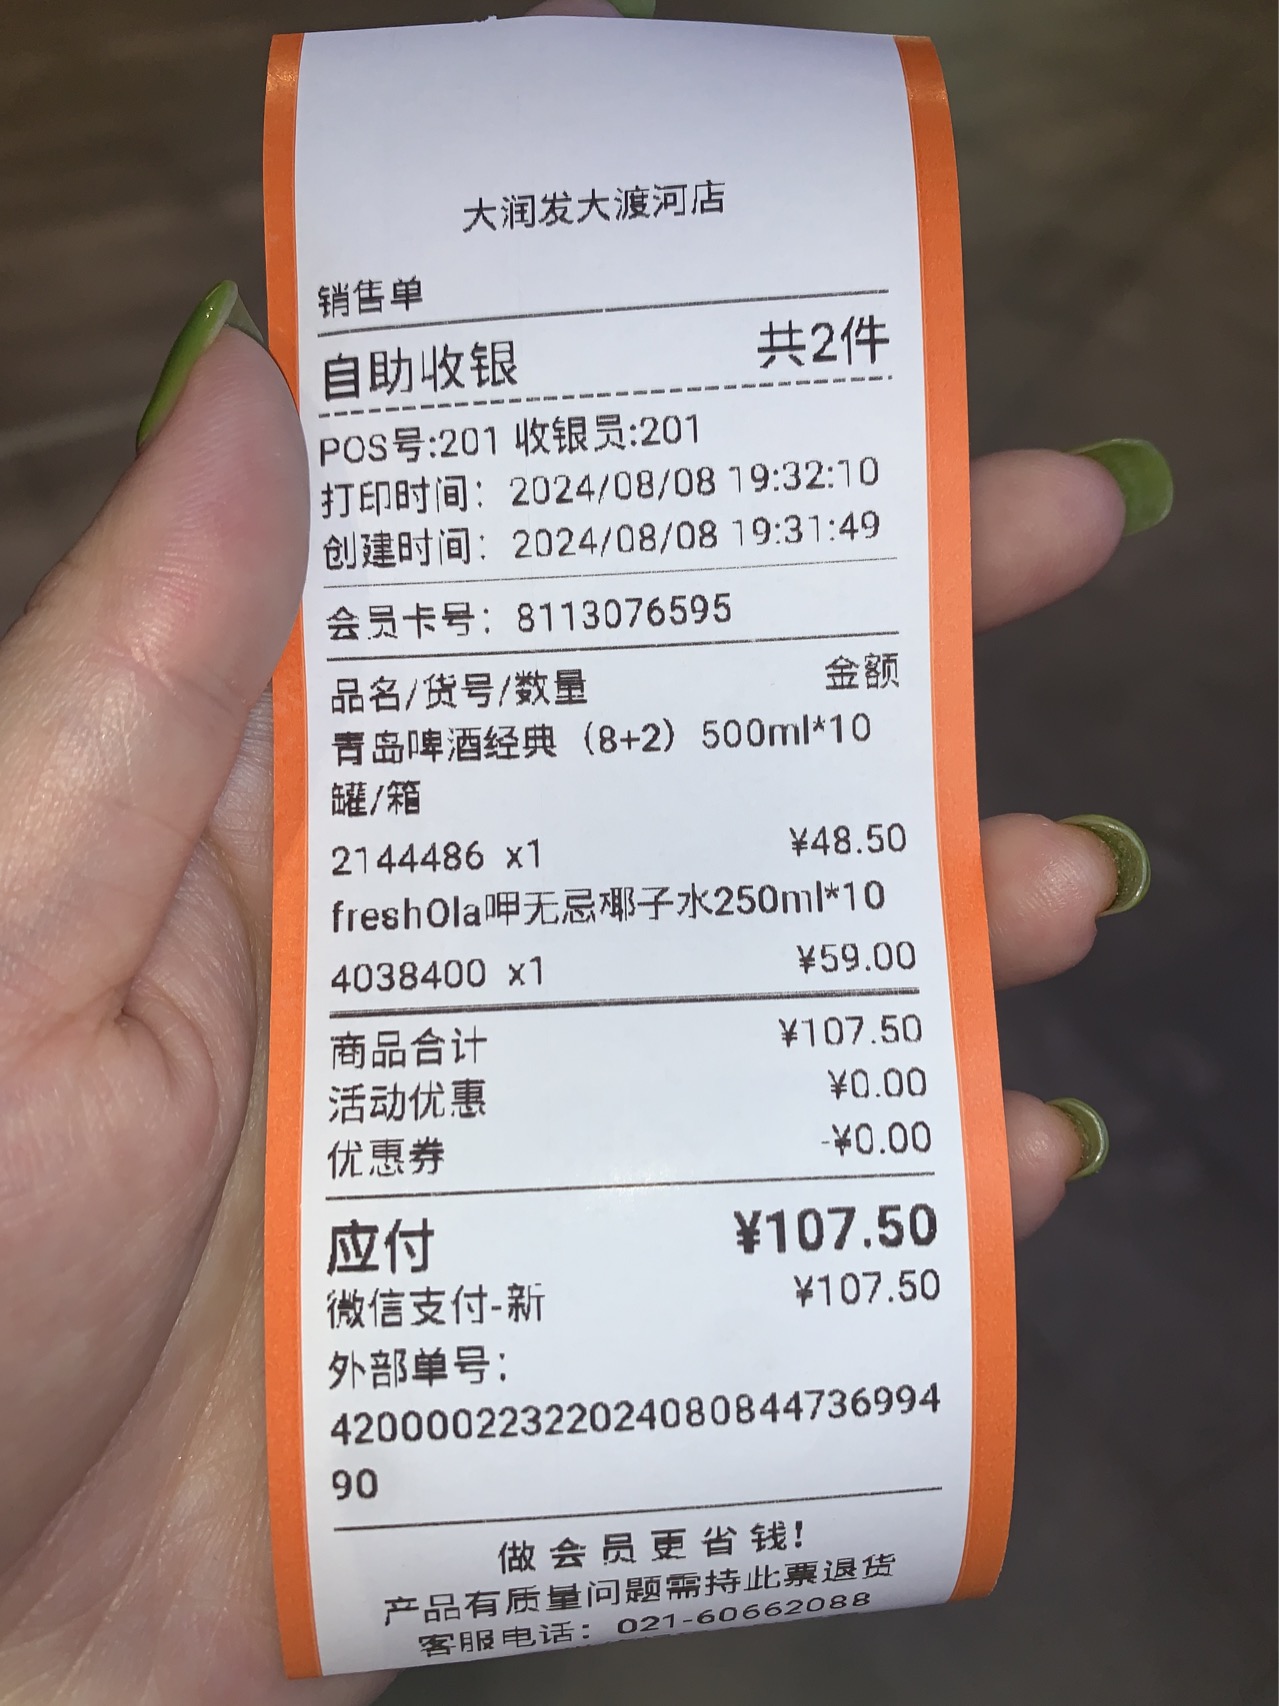 大润发大渡河店
销售单
自助收银 共2件
POS号:201 收银员:201
打印时间：2024/08/08 19:32:10
创建时间：2024/08/08 19:31:49
会员卡号：8113076595
品名/货号/数量 金额
青岛啤酒经典（8+2）500ml*10
罐/箱
2144486 x1 ¥48.50
freshOla呷无忌椰子水250ml*10
4038400 x1 ¥59.00
商品合计 ¥107.50
活动优惠 ¥0.00
优惠券 -¥0.00
应付 ¥107.50
微信支付-新 ¥107.50
外部单号：
42000022322024080844736994
90
做会员更省钱!
产品有质量问题需持此票退货
客服电话：021-60662088